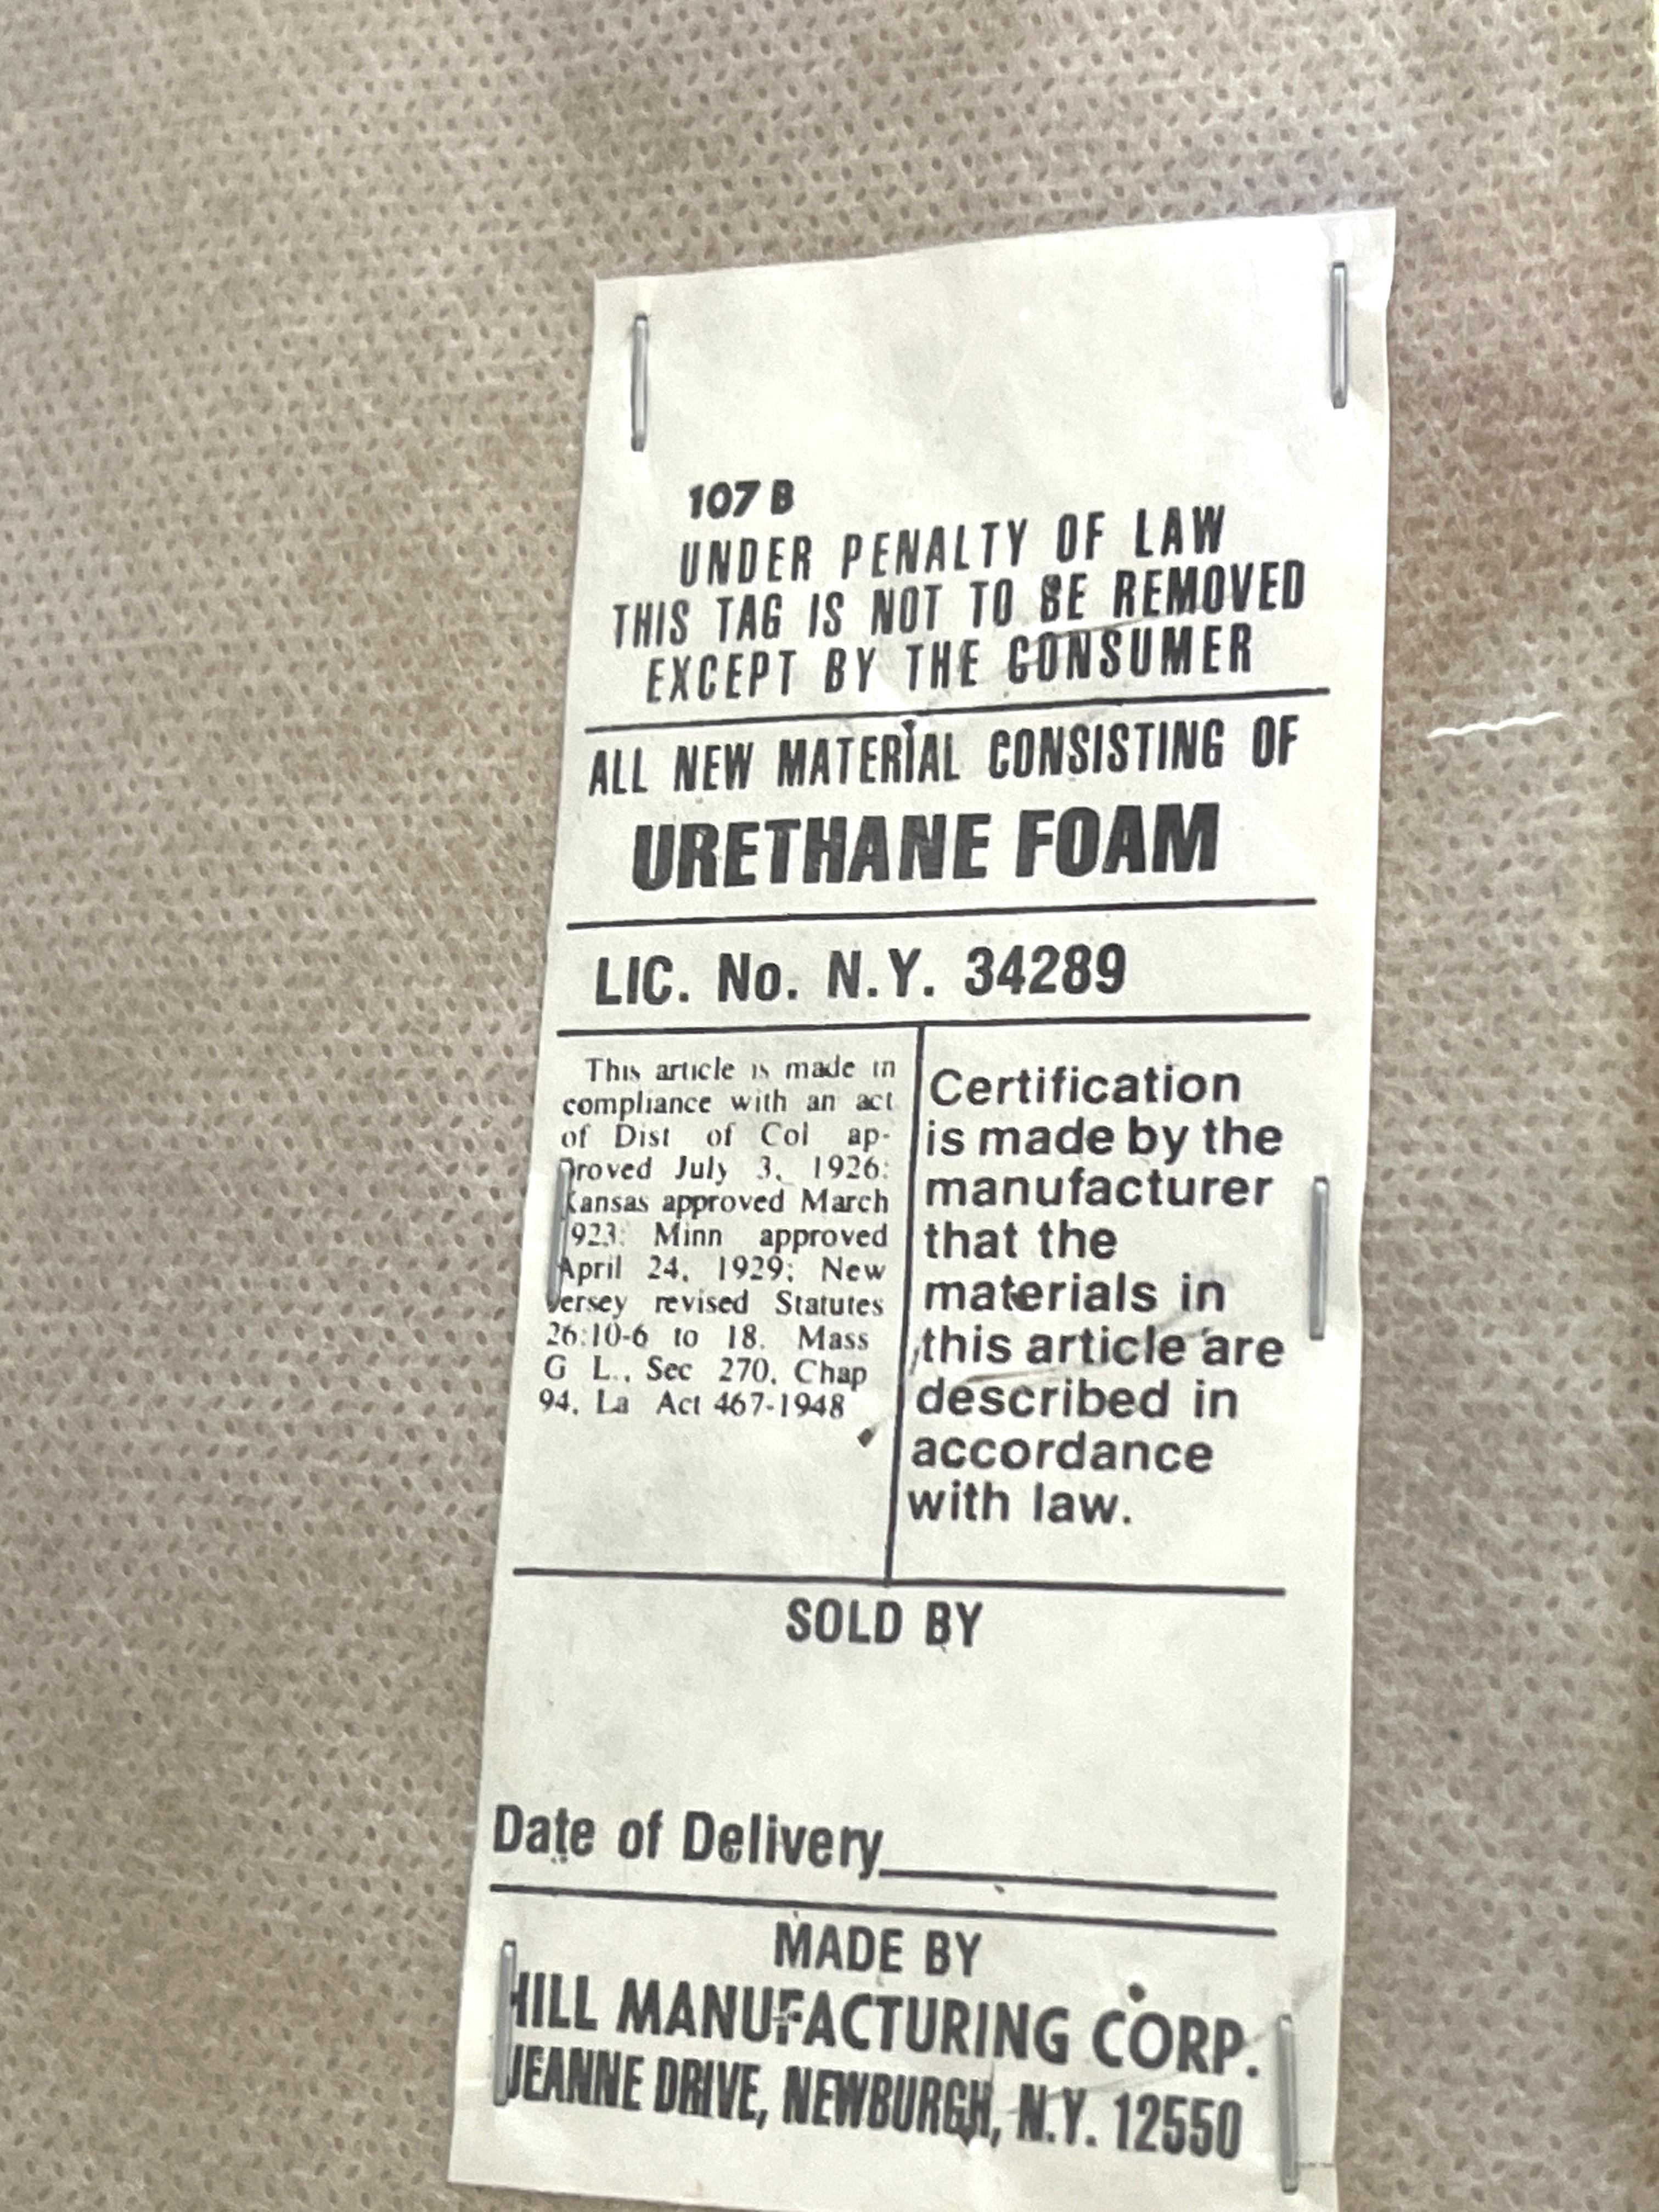 107 B
UNDER PENALTY OF LAW
THIS TAG IS NOT TO BE REMOVED
EXCEPT BY THE CONSUMER
ALL NEW MATERIAL CONSISTING OF
URETHANE FOAM
LIC. No. N.Y. 34289
This article is made in
compliance with an act
of Dist of Col ap-
proved July 3, 1926:
Kansas approved March
923: Minn approved
April 24, 1929; New
Jersey revised Statutes
26:10-6 to 18. Mass
G L., Sec 270, Chap
94. La Act 467-1948
Certification
is made by the
manufacturer
that the
materials in
this article are
described in
accordance
with law.
SOLD BY
Date of Delivery
MADE BY
HILL MANUFACTURING CORP.
JEANNE DRIVE, NEWBURGH, N.Y. 12550